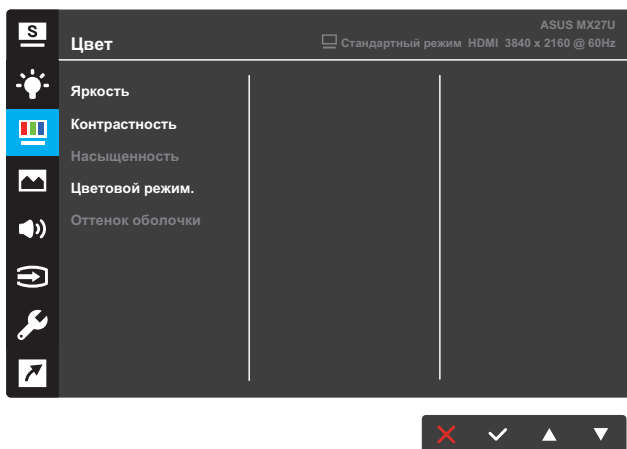 S
ASUS MX27U
Цвет
Стандартный режим HDMI 3840 x 2160 @ 60Hz
Яркость
Контрастность
Насыщенность
Цветовой режим.
Оттенок оболочки